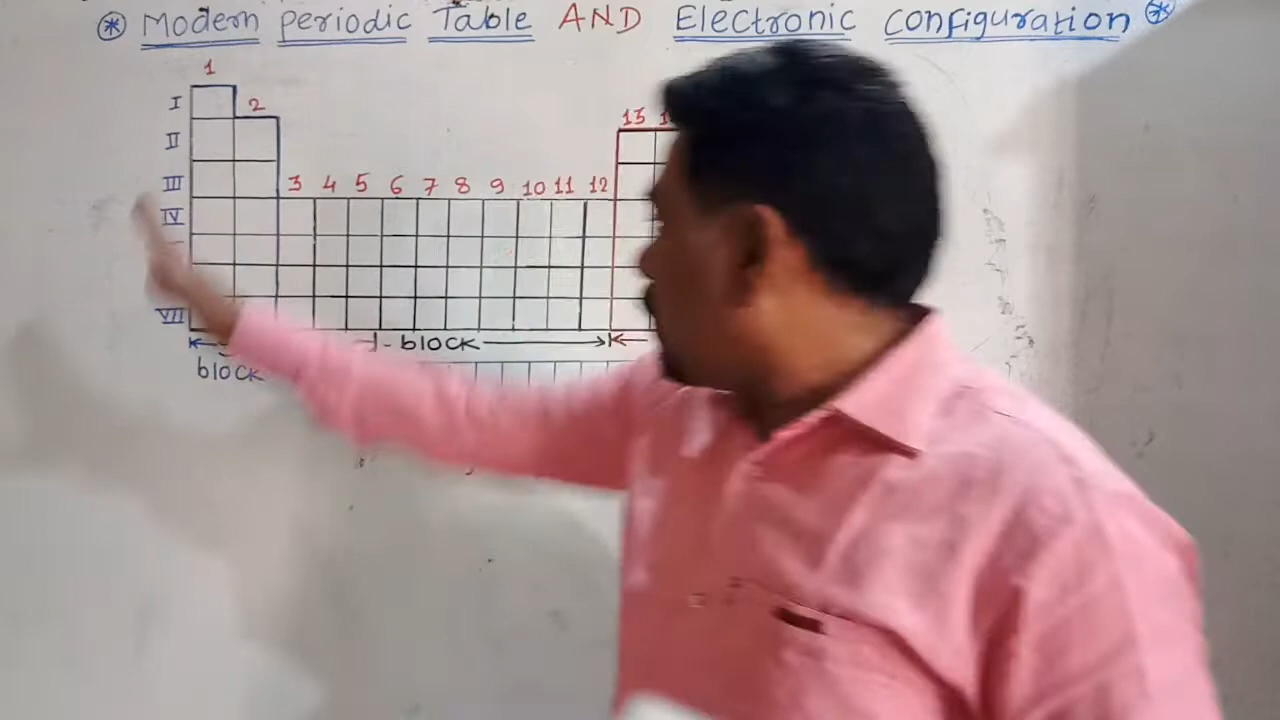 * Modern periodic Table AND Electronic configuration *
1
I 2 13
II
III 3 4 5 6 7 8 9 10 11 12
IV
VII
d-block
block